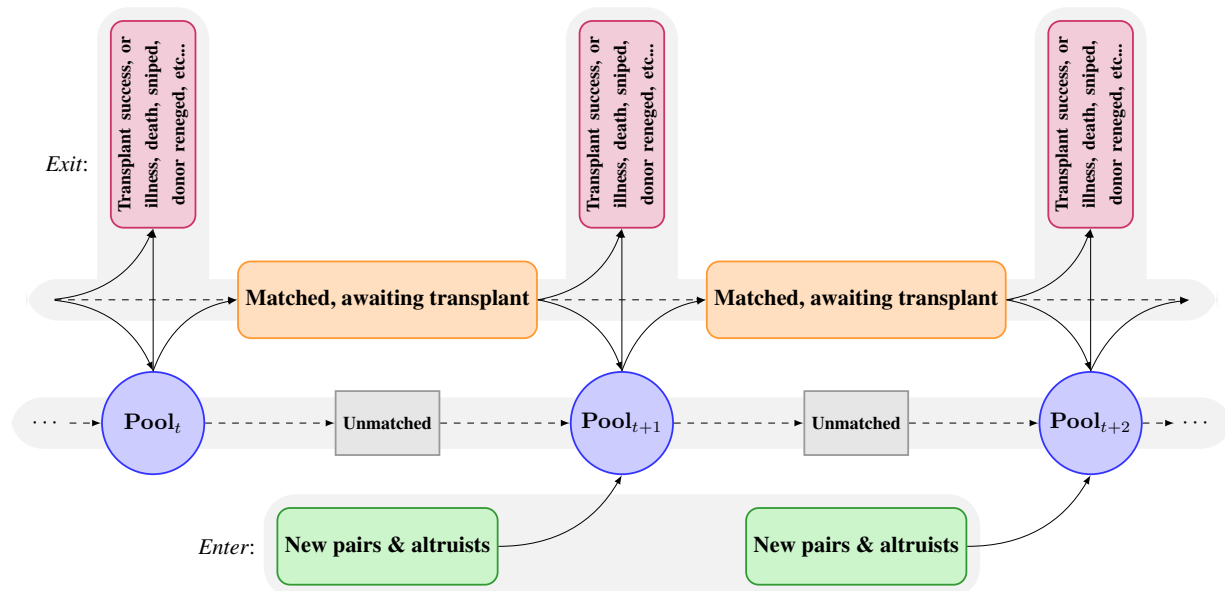 Transplant success, or
illness, death, sniped,
donor reneged, etc...
Transplant success, or
illness, death, sniped,
donor reneged, etc...
Transplant success, or
illness, death, sniped,
donor reneged, etc...
Exit:
Matched, awaiting transplant
Matched, awaiting transplant
...
Pool_t
Unmatched
Pool_{t+1}
Unmatched
Pool_{t+2}
...
Enter:
New pairs & altruists
New pairs & altruists